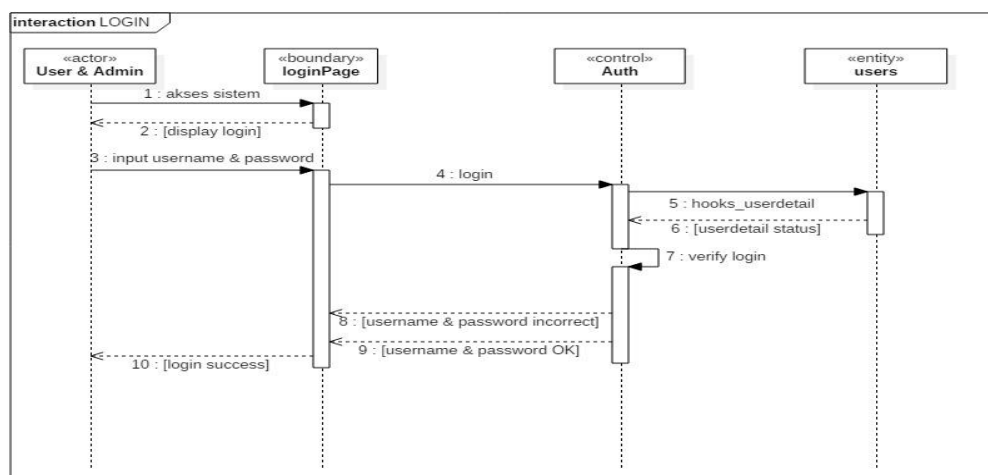 interaction LOGIN
«actor»
User & Admin
«boundary»
loginPage
«control»
Auth
«entity»
users
1 : akses sistem
2 : [display login]
3 : input username & password
4 : login
5 : hooks_userdetail
6 : [userdetail status]
7 : verify login
8 : [username & password incorrect]
9 : [username & password OK]
10 : [login success]